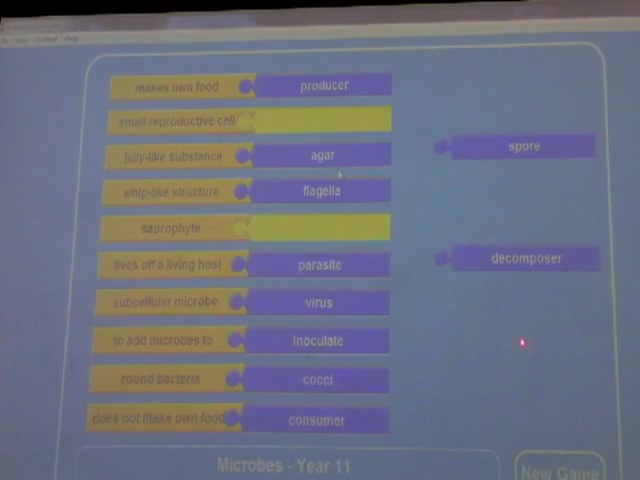 makes own food producer
small reproductive cell
spore
jelly-like substance agar
whip-like structure flagella
saprophyte
decomposer
lives off a living host parasite
subcellular microbe virus
to add microbes to inoculate
round bacteria cocci
does not make own food consumer
Microbes - Year 11
New Game